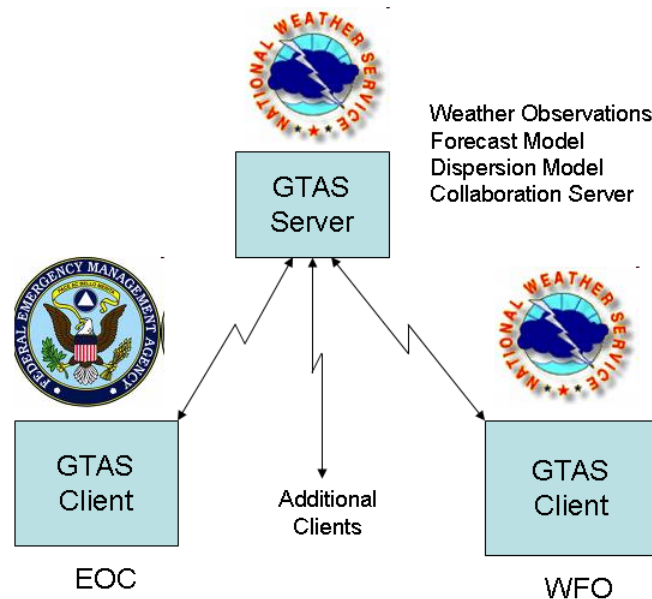 NATIONAL WEATHER SERVICE
Weather Observations
Forecast Model
Dispersion Model
Collaboration Server
GTAS
Server
FEDERAL EMERGENCY MANAGEMENT AGENCY
NATIONAL WEATHER SERVICE
GTAS
Client
Additional
Clients
GTAS
Client
EOC
WFO